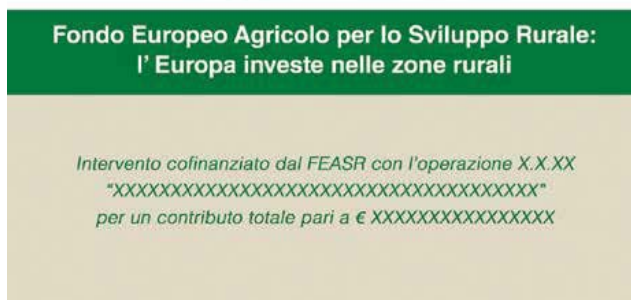 Fondo Europeo Agricolo per lo Sviluppo Rurale:
l’ Europa investe nelle zone rurali
Intervento cofinanziato dal FEASR con l’operazione X.X.XX
“XXXXXXXXXXXXXXXXXXXXXXXXXXXXXXXXXXXXX”
per un contributo totale pari a € XXXXXXXXXXXXXXXX